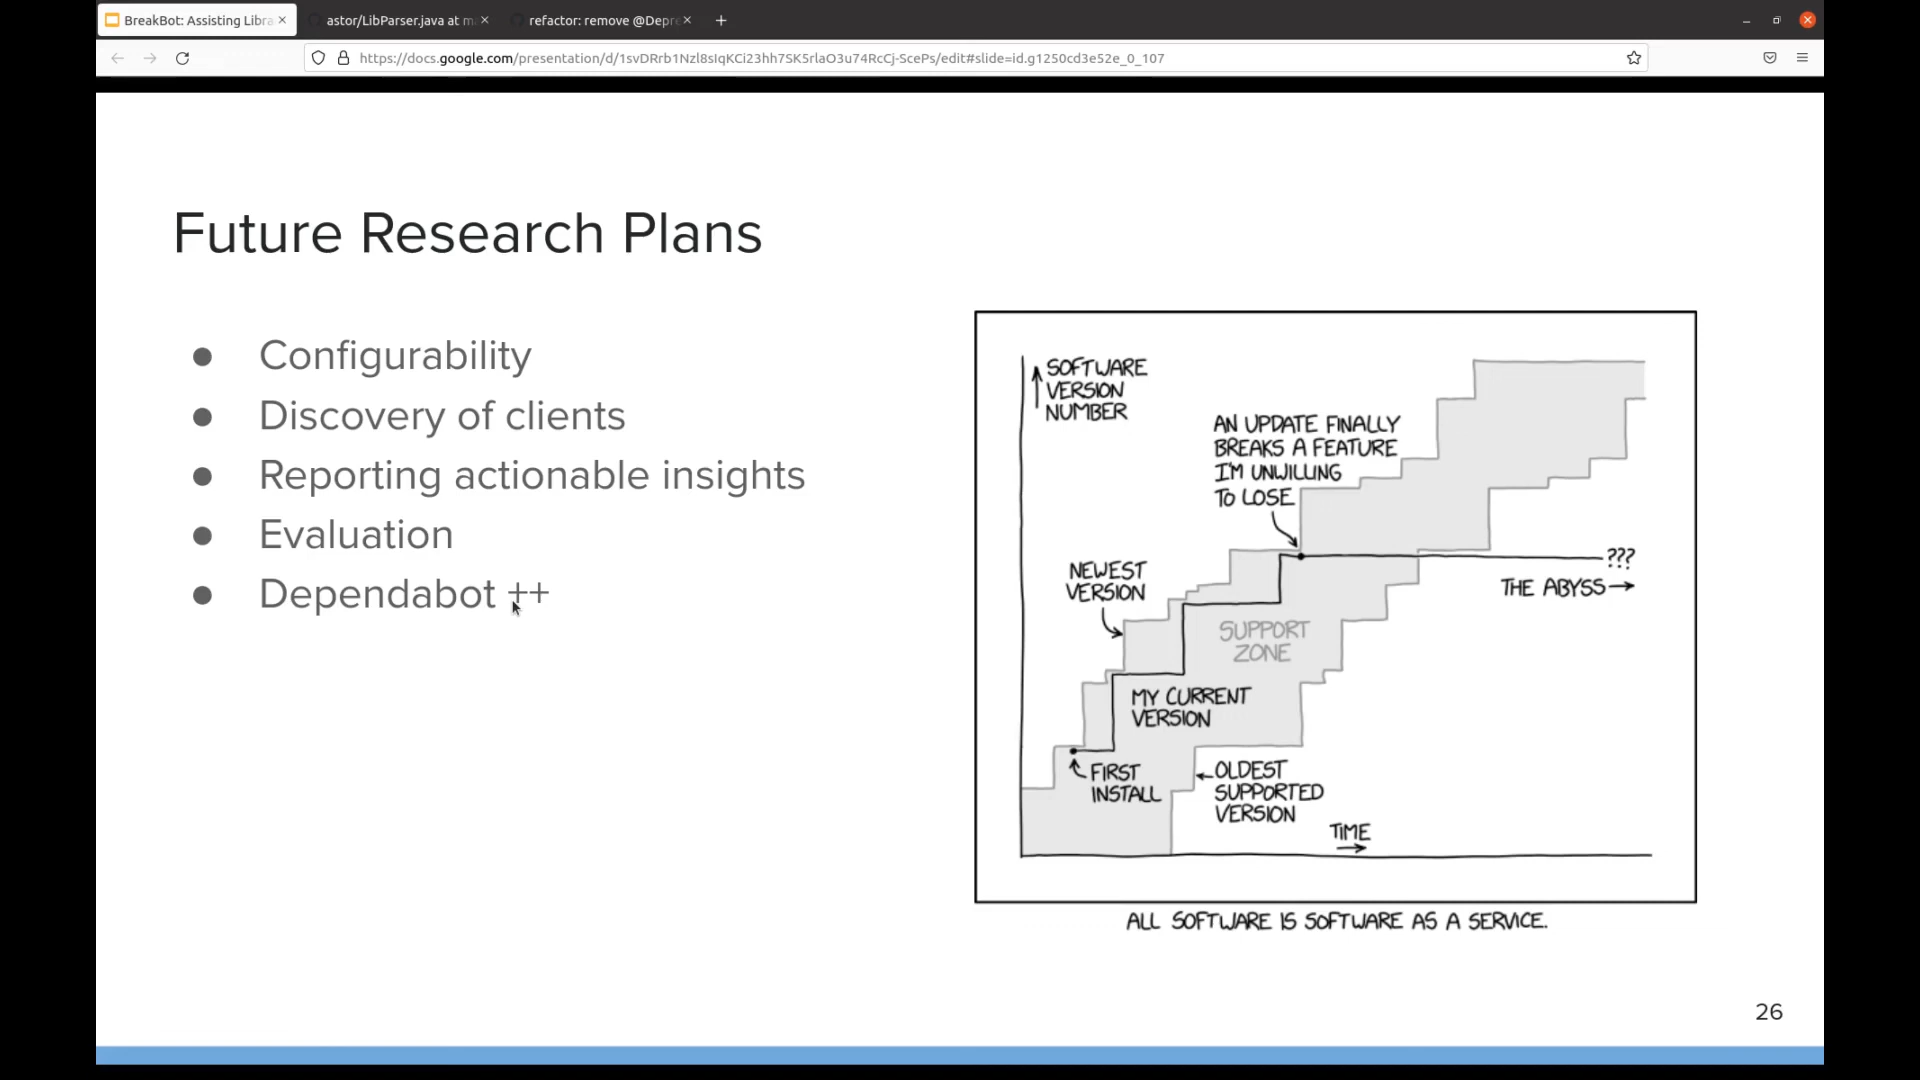 BreakBot: Assisting Libra
astor/LibParser.java at m
refactor: remove @Depre
https://docs.google.com/presentation/d/1svDRrb1Nzl8sIqKCi23hh7SK5rlaO3u74RcCj-ScePs/edit#slide=id.g1250cd3e52e_0_107
Future Research Plans
● Configurability
● Discovery of clients
● Reporting actionable insights
● Evaluation
● Dependabot ++
SOFTWARE
VERSION
NUMBER
AN UPDATE FINALLY
BREAKS A FEATURE
I'M UNWILLING
TO LOSE
NEWEST
VERSION
???
THE ABYSS
SUPPORT
ZONE
MY CURRENT
VERSION
FIRST
INSTALL
OLDEST
SUPPORTED
VERSION
TIME
ALL SOFTWARE IS SOFTWARE AS A SERVICE.
26